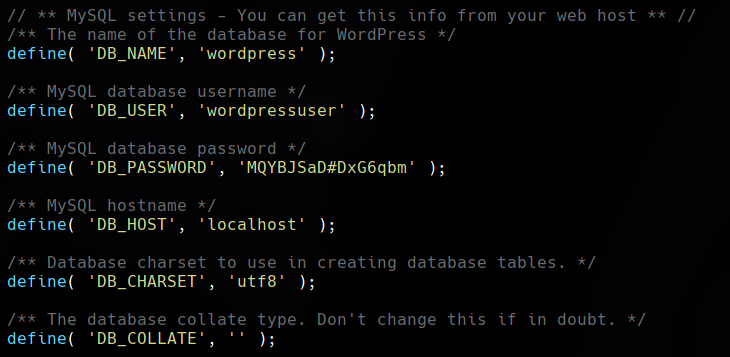 // ** MySQL settings - You can get this info from your web host ** //
/** The name of the database for WordPress */
define( 'DB_NAME', 'wordpress' );
/** MySQL database username */
define( 'DB_USER', 'wordpressuser' );
/** MySQL database password */
define( 'DB_PASSWORD', 'MQYBJSaD#DxG6qbm' );
/** MySQL hostname */
define( 'DB_HOST', 'localhost' );
/** Database charset to use in creating database tables. */
define( 'DB_CHARSET', 'utf8' );
/** The database collate type. Don't change this if in doubt. */
define( 'DB_COLLATE', '' );